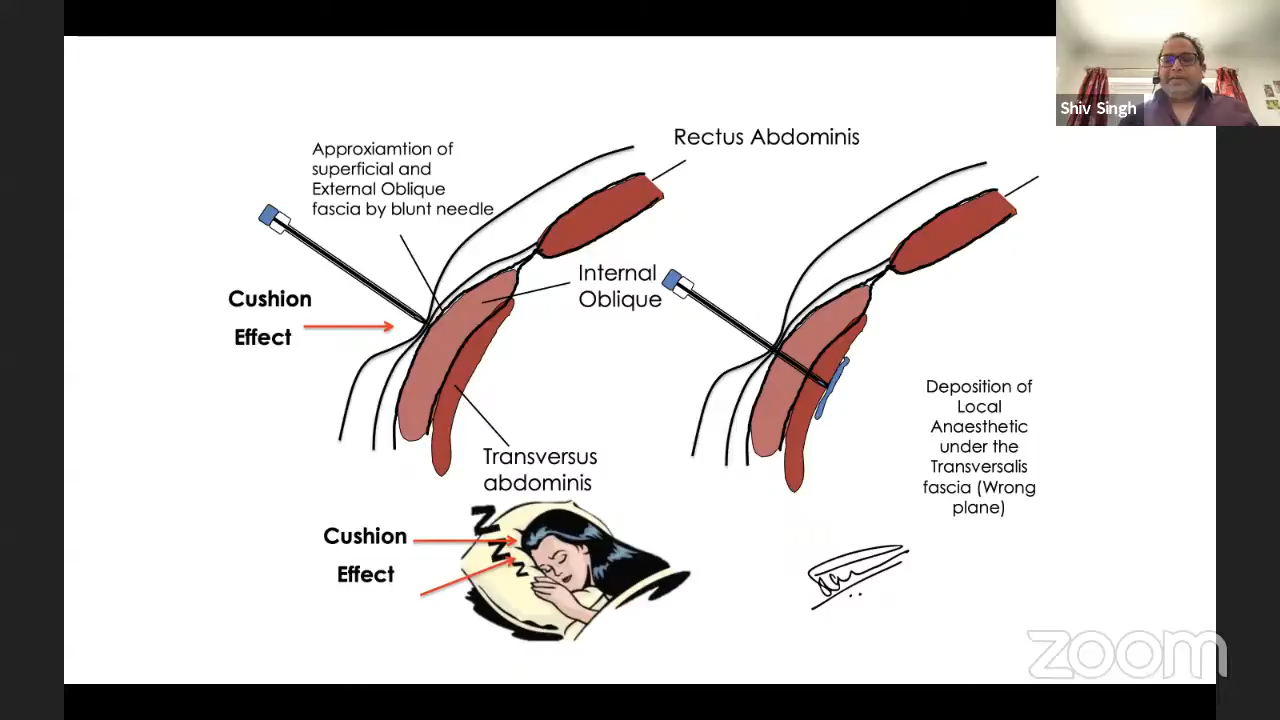 Shiv Singh
Rectus Abdominis
Approxiamtion of
superficial and
External Oblique
fascia by blunt needle
Internal
Oblique
Cushion
Effect
Transversus
abdominis
Deposition of
Local
Anaesthetic
under the
Transversalis
fascia (Wrong
plane)
Cushion
Effect
Z
Z
Z
zoom